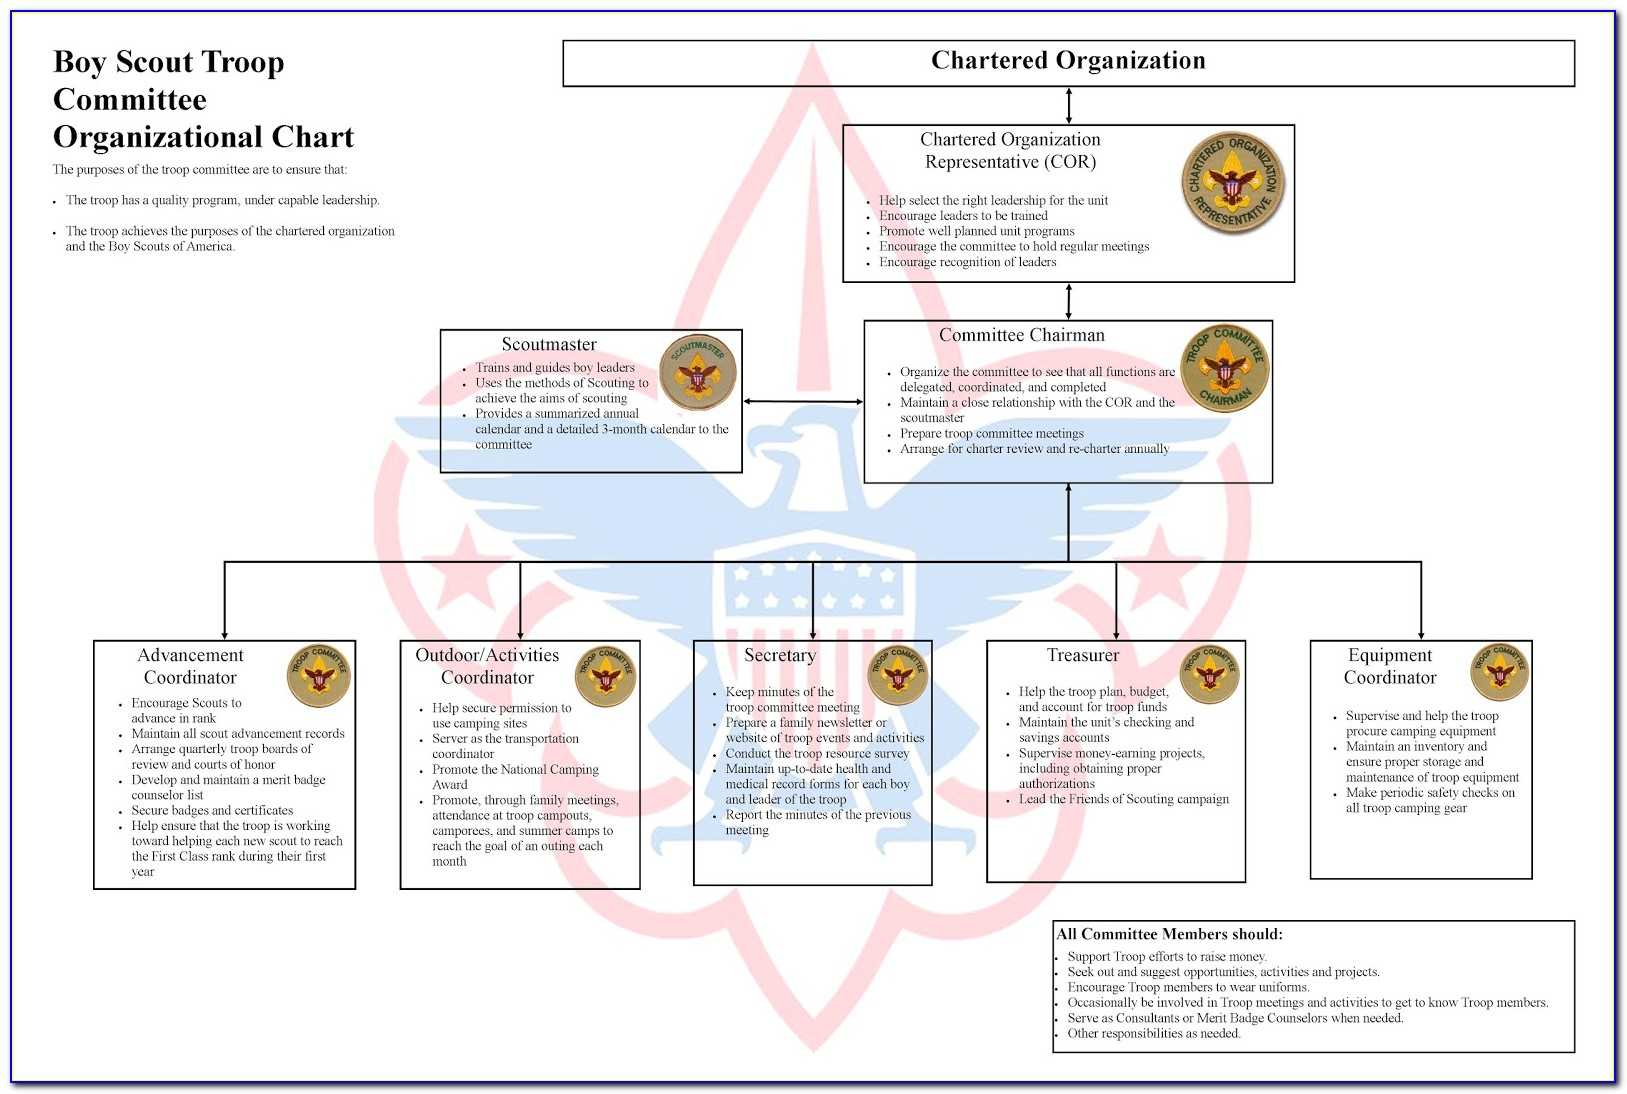 Boy Scout Troop
Committee
Organizational Chart
The purposes of the troop committee are to ensure that:
• The troop has a quality program, under capable leadership.
• The troop achieves the purposes of the chartered organization
and the Boy Scouts of America.
Chartered Organization
Chartered Organization
Representative (COR)
• Help select the right leadership for the unit
• Encourage leaders to be trained
• Promote well planned unit programs
• Encourage the committee to hold regular meetings
• Encourage recognition of leaders
CHARTERED ORGANIZATION
REPRESENTATIVE
Scoutmaster
• Trains and guides boy leaders
• Uses the methods of Scouting to
achieve the aims of scouting
• Provides a summarized annual
calendar and a detailed 3-month calendar to the
committee
SCOUTMASTER
Committee Chairman
• Organize the committee to see that all functions are
delegated, coordinated, and completed
• Maintain a close relationship with the COR and the
scoutmaster
• Prepare troop committee meetings
• Arrange for charter review and re-charter annually
TROOP COMMITTEE
CHAIRMAN
Advancement
Coordinator
• Encourage Scouts to
advance in rank
• Maintain all scout advancement records
• Arrange quarterly troop boards of
review and courts of honor
• Develop and maintain a merit badge
counselor list
• Secure badges and certificates
• Help ensure that the troop is working
toward helping each new scout to reach
the First Class rank during their first
year
TROOP COMMITTEE
Outdoor/Activities
Coordinator
• Help secure permission to
use camping sites
• Server as the transportation
coordinator
• Promote the National Camping
Award
• Promote, through family meetings,
attendance at troop campouts,
camporees, and summer camps to
reach the goal of an outing each
month
TROOP COMMITTEE
Secretary
• Keep minutes of the
troop committee meeting
• Prepare a family newsletter or
website of troop events and activities
• Conduct the troop resource survey
• Maintain up-to-date health and
medical record forms for each boy
and leader of the troop
• Report the minutes of the previous
meeting
TROOP COMMITTEE
Treasurer
• Help the troop plan, budget,
and account for troop funds
• Maintain the unit's checking and
savings accounts
• Supervise money-earning projects,
including obtaining proper
authorizations
• Lead the Friends of Scouting campaign
TROOP COMMITTEE
Equipment
Coordinator
• Supervise and help the troop
procure camping equipment
• Maintain an inventory and
ensure proper storage and
maintenance of troop equipment
• Make periodic safety checks on
all troop camping gear
TROOP COMMITTEE
All Committee Members should:
• Support Troop efforts to raise money.
• Seek out and suggest opportunities, activities and projects.
• Encourage Troop members to wear uniforms.
• Occasionally be involved in Troop meetings and activities to get to know Troop members.
• Serve as Consultants or Merit Badge Counselors when needed.
• Other responsibilities as needed.